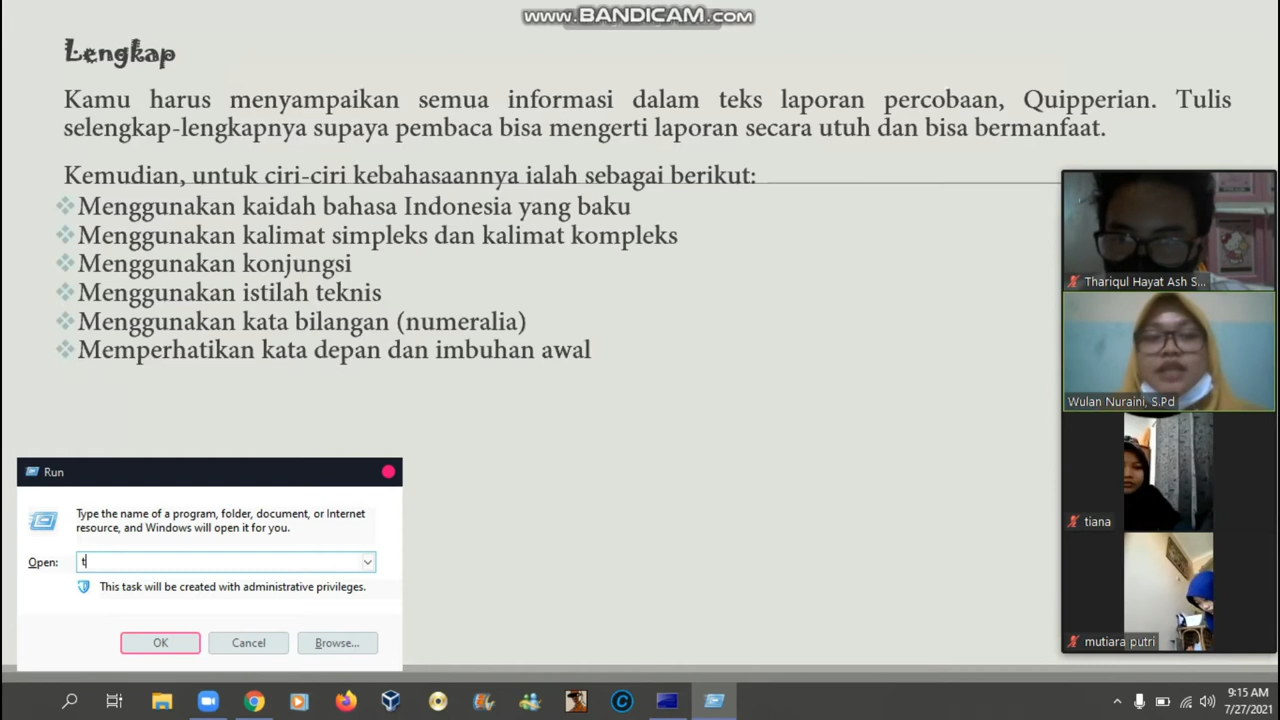 www.BANDICAM.com
Lengkap
Kamu harus menyampaikan semua informasi dalam teks laporan percobaan, Quipperian. Tulis
selengkap-lengkapnya supaya pembaca bisa mengerti laporan secara utuh dan bisa bermanfaat.
Kemudian, untuk ciri-ciri kebahasaannya ialah sebagai berikut:
Menggunakan kaidah bahasa Indonesia yang baku
Menggunakan kalimat simpleks dan kalimat kompleks
Menggunakan konjungsi
Menggunakan istilah teknis
Menggunakan kata bilangan (numeralia)
Memperhatikan kata depan dan imbuhan awal
Thariqul Hayat Ash S...
Wulan Nuraini, S.Pd
tiana
mutiara putri
Run
Type the name of a program, folder, document, or Internet
resource, and Windows will open it for you.
Open: t
This task will be created with administrative privileges.
OK Cancel Browse...
9:15 AM
7/27/2021